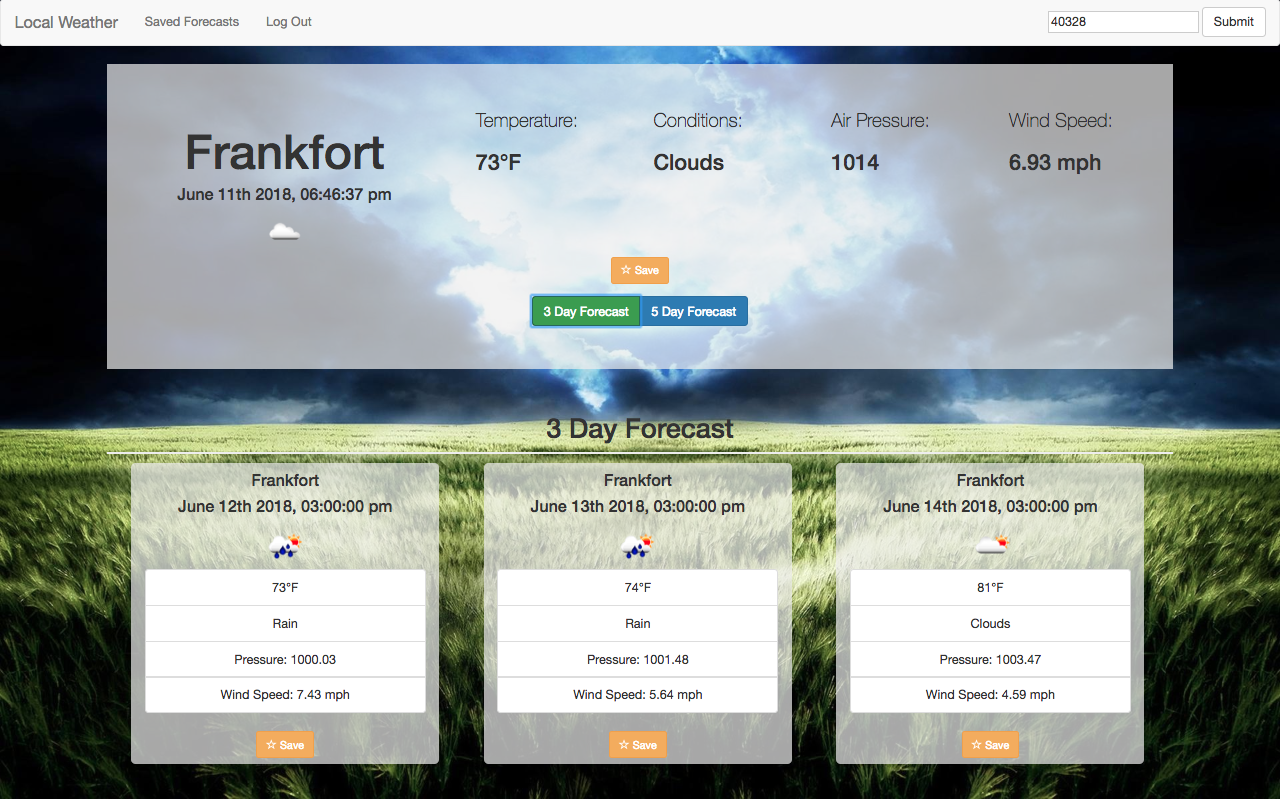 Local Weather Saved Forecasts Log Out 40328 Submit
Temperature: Conditions: Air Pressure: Wind Speed:
Frankfort
73°F Clouds 1014 6.93 mph
June 11th 2018, 06:46:37 pm
☆ Save
3 Day Forecast 5 Day Forecast
3 Day Forecast
Frankfort
June 12th 2018, 03:00:00 pm
73°F
Rain
Pressure: 1000.03
Wind Speed: 7.43 mph
☆ Save
Frankfort
June 13th 2018, 03:00:00 pm
74°F
Rain
Pressure: 1001.48
Wind Speed: 5.64 mph
☆ Save
Frankfort
June 14th 2018, 03:00:00 pm
81°F
Clouds
Pressure: 1003.47
Wind Speed: 4.59 mph
☆ Save